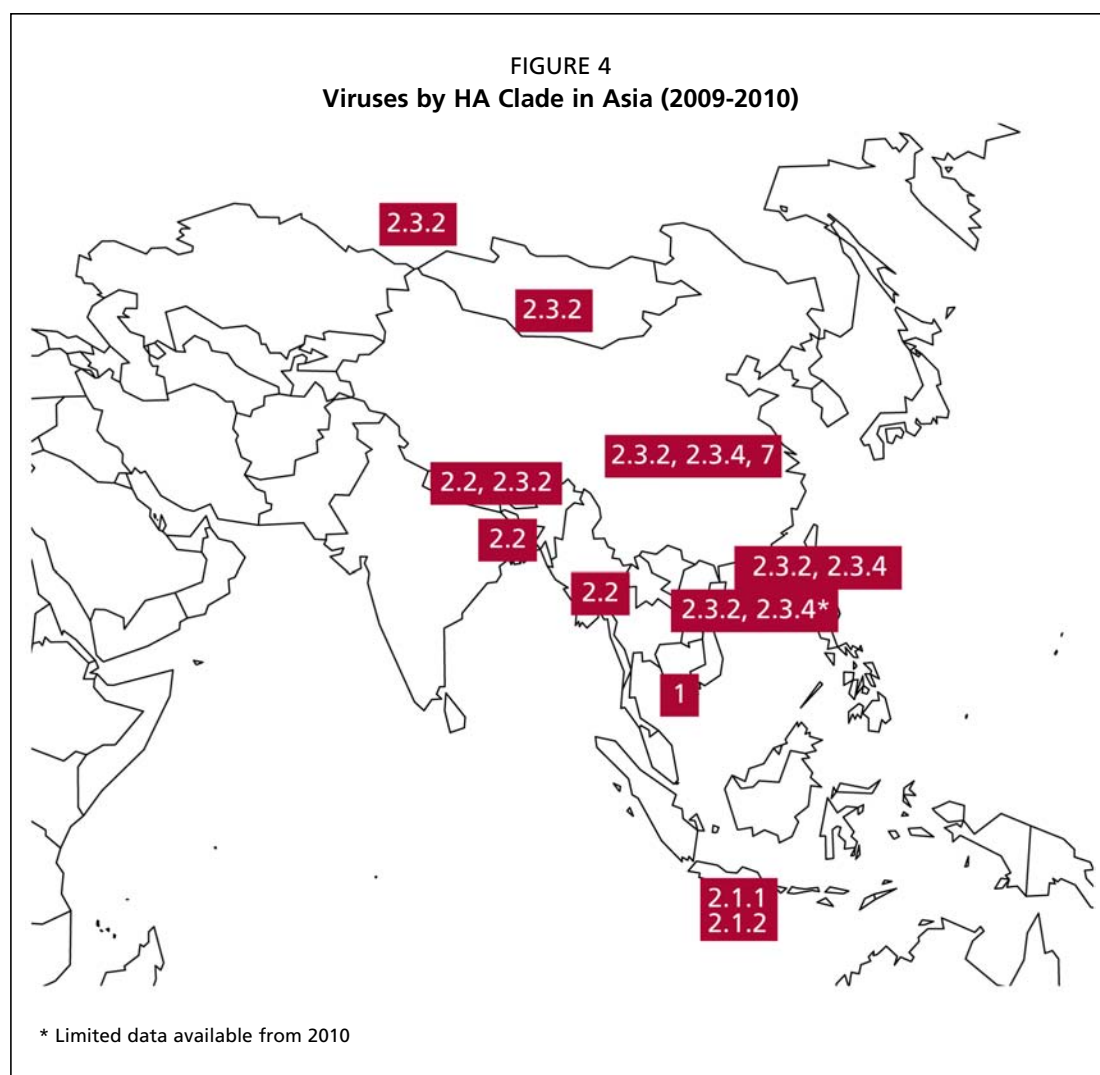 FIGURE 4
Viruses by HA Clade in Asia (2009-2010)
2.3.2
2.3.2
2.3.2, 2.3.4, 7
2.2, 2.3.2
2.2
2.3.2, 2.3.4
2.2
2.3.2, 2.3.4*
1
2.1.1
2.1.2
* Limited data available from 2010